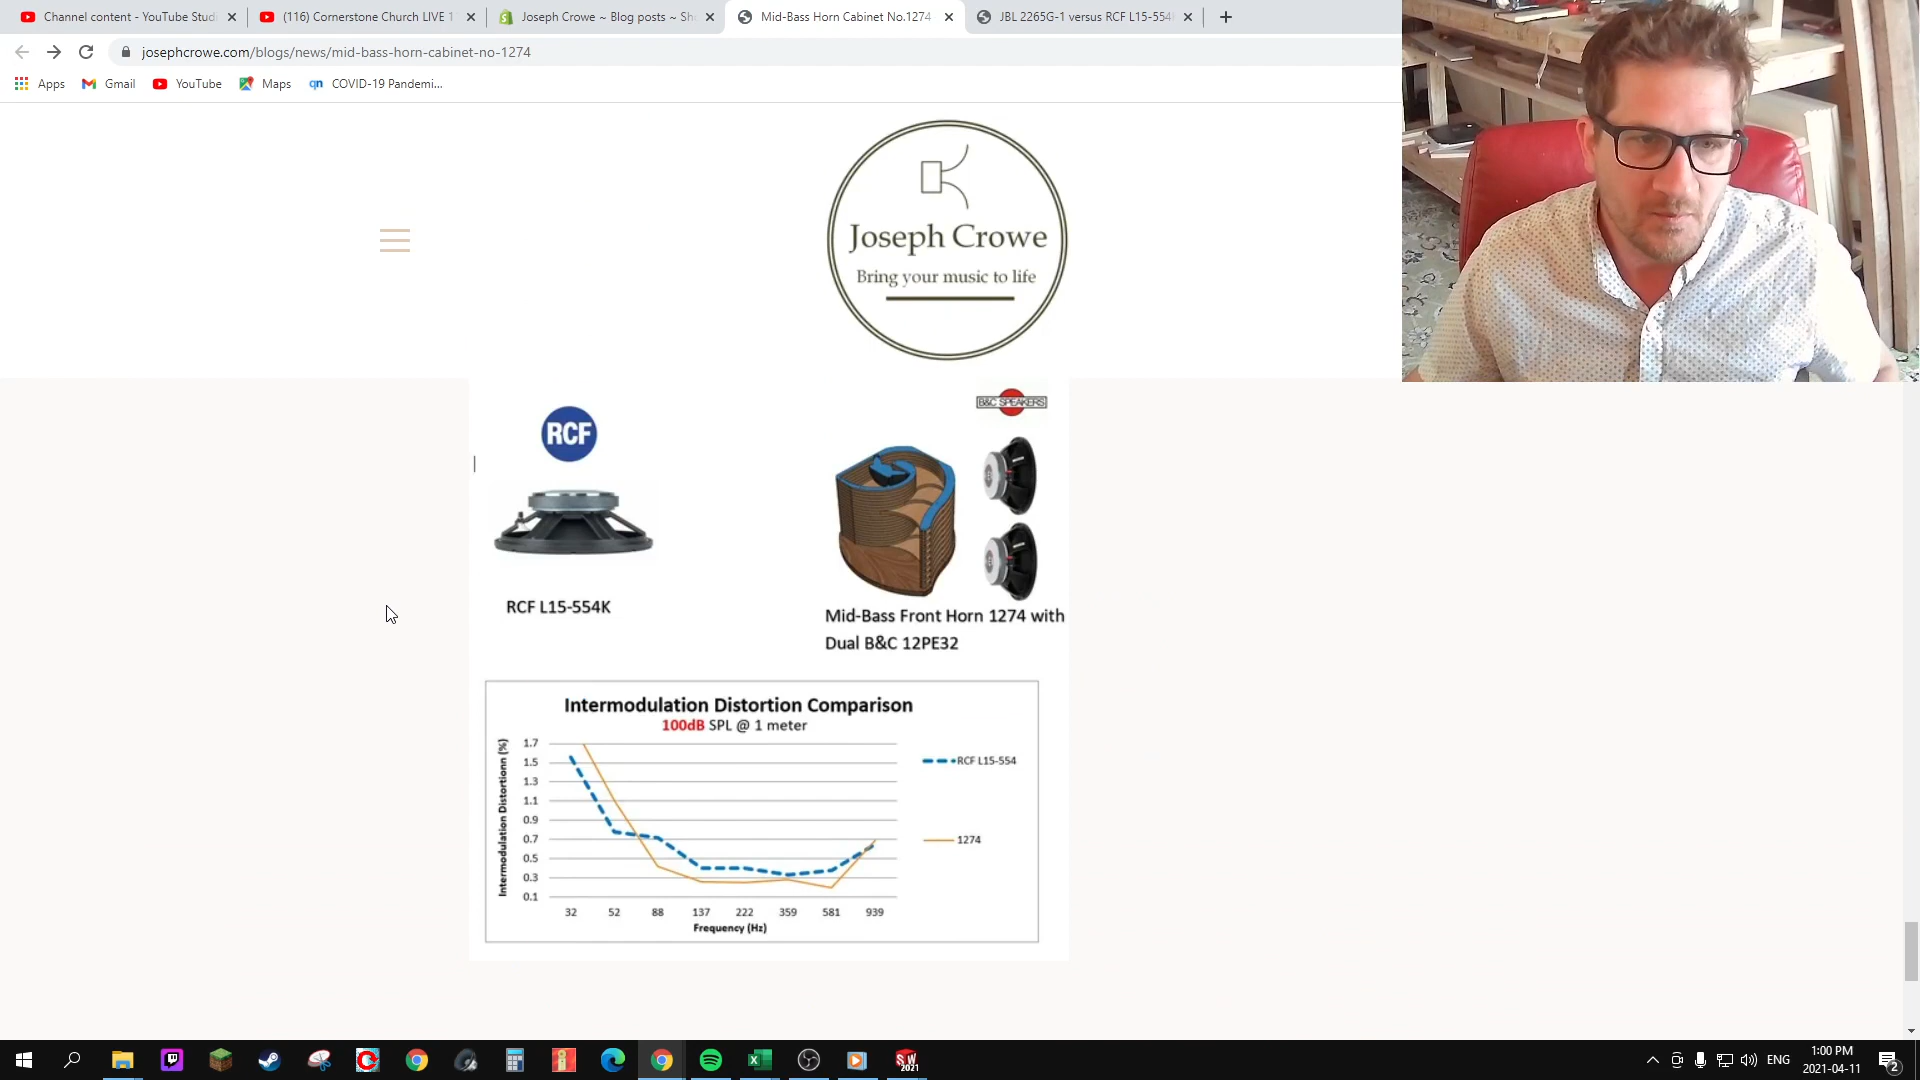 Channel content - YouTube Studi
(116) Cornerstone Church LIVE 1
Joseph Crowe ~ Blog posts ~ Sh
Mid-Bass Horn Cabinet No.1274
JBL 2265G-1 versus RCF L15-554
josephcrowe.com/blogs/news/mid-bass-horn-cabinet-no-1274
Apps
Gmail
YouTube
Maps
qn
COVID-19 Pandemi...
Joseph Crowe
Bring your music to life
RCF
B&C SPEAKERS
RCF L15-554K
Mid-Bass Front Horn 1274 with
Dual B&C 12PE32
Intermodulation Distortion Comparison
100dB SPL @ 1 meter
Intermodulation Distortionn (%)
1.7
1.5
1.3
1.1
0.9
0.7
0.5
0.3
0.1
32 52 88 137 222 359 581 939
Frequency (Hz)
RCF L15-554
1274
SW
2021
ENG
1:00 PM
2021-04-11
2